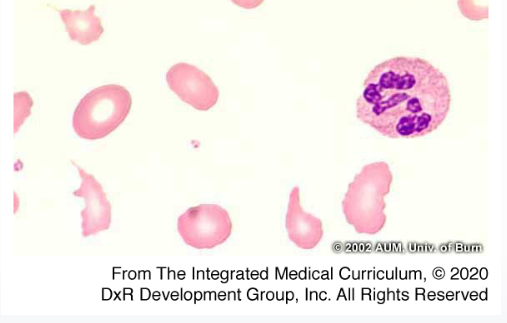 © 2002 AUM, Univ. of Burn
From The Integrated Medical Curriculum, © 2020
DxR Development Group, Inc. All Rights Reserved